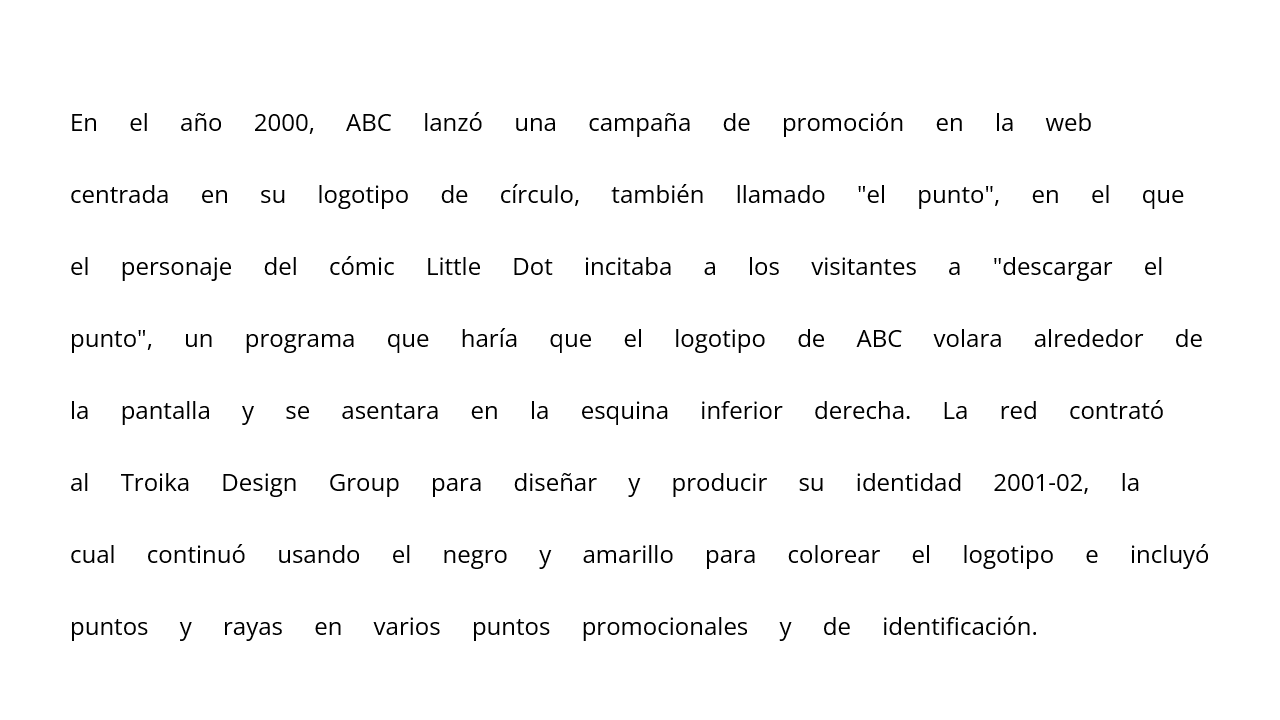 En el año 2000, ABC lanzó una campaña de promoción en la web
centrada en su logotipo de círculo, también llamado "el punto", en el que
el personaje del cómic Little Dot incitaba a los visitantes a "descargar el
punto", un programa que haría que el logotipo de ABC volara alrededor de
la pantalla y se asentara en la esquina inferior derecha. La red contrató
al Troika Design Group para diseñar y producir su identidad 2001-02, la
cual continuó usando el negro y amarillo para colorear el logotipo e incluyó
puntos y rayas en varios puntos promocionales y de identificación.